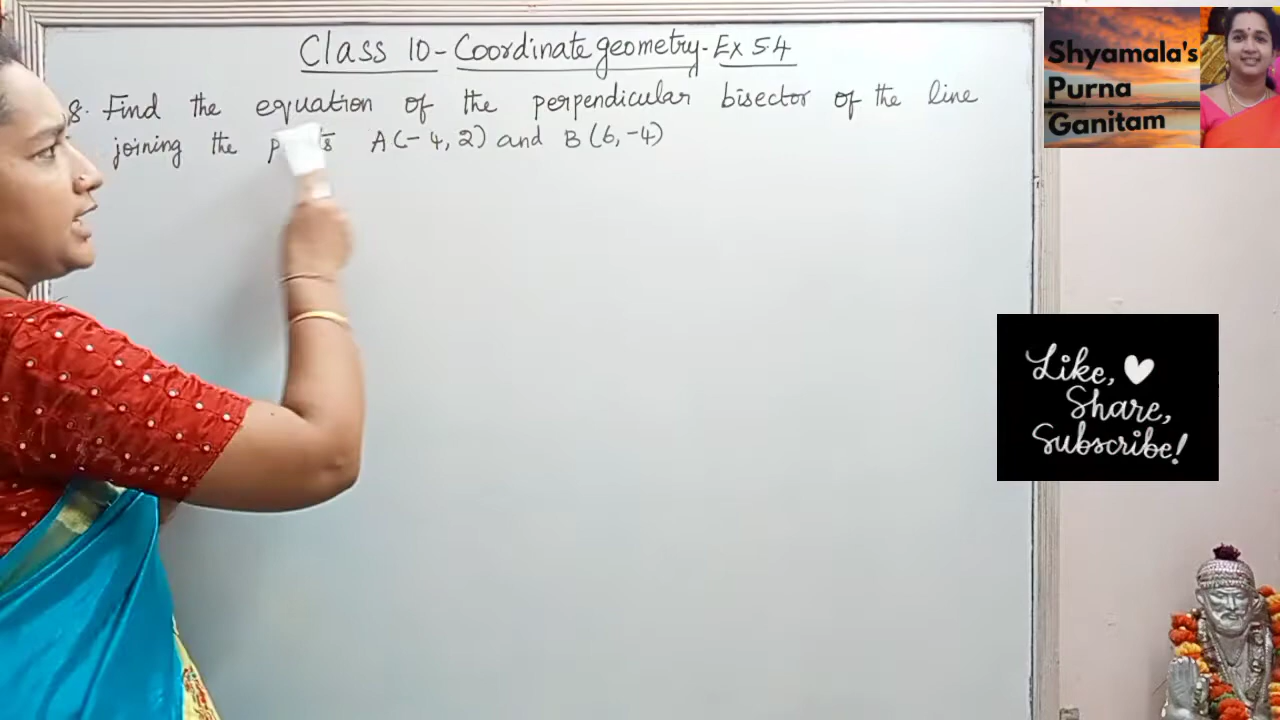 Class 10 - Coordinate geometry - Ex 5.4
8. Find the equation of the perpendicular bisector of the line
joining the A(-4, 2) and B(6, -4)
Shyamala's
Purna
Ganitam
Like,
Share,
Subscribe!